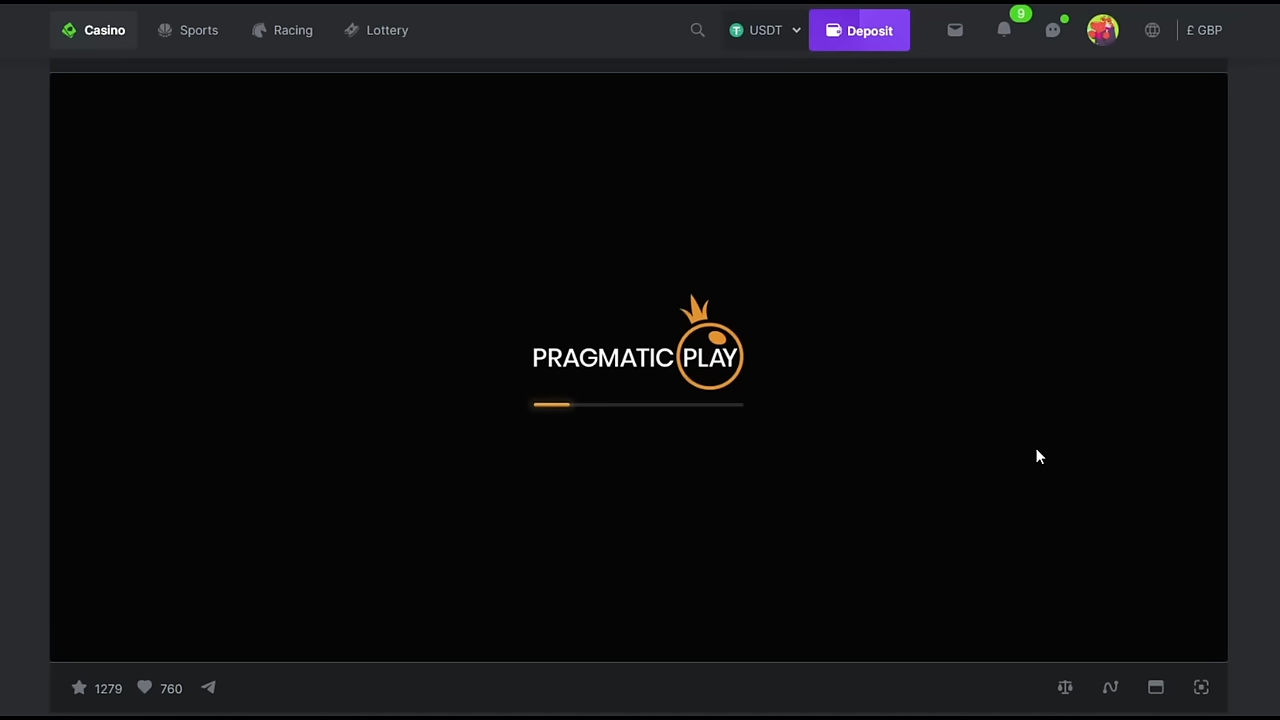 Casino Sports Racing Lottery USDT Deposit 9 £ GBP
PRAGMATIC PLAY
1279 760